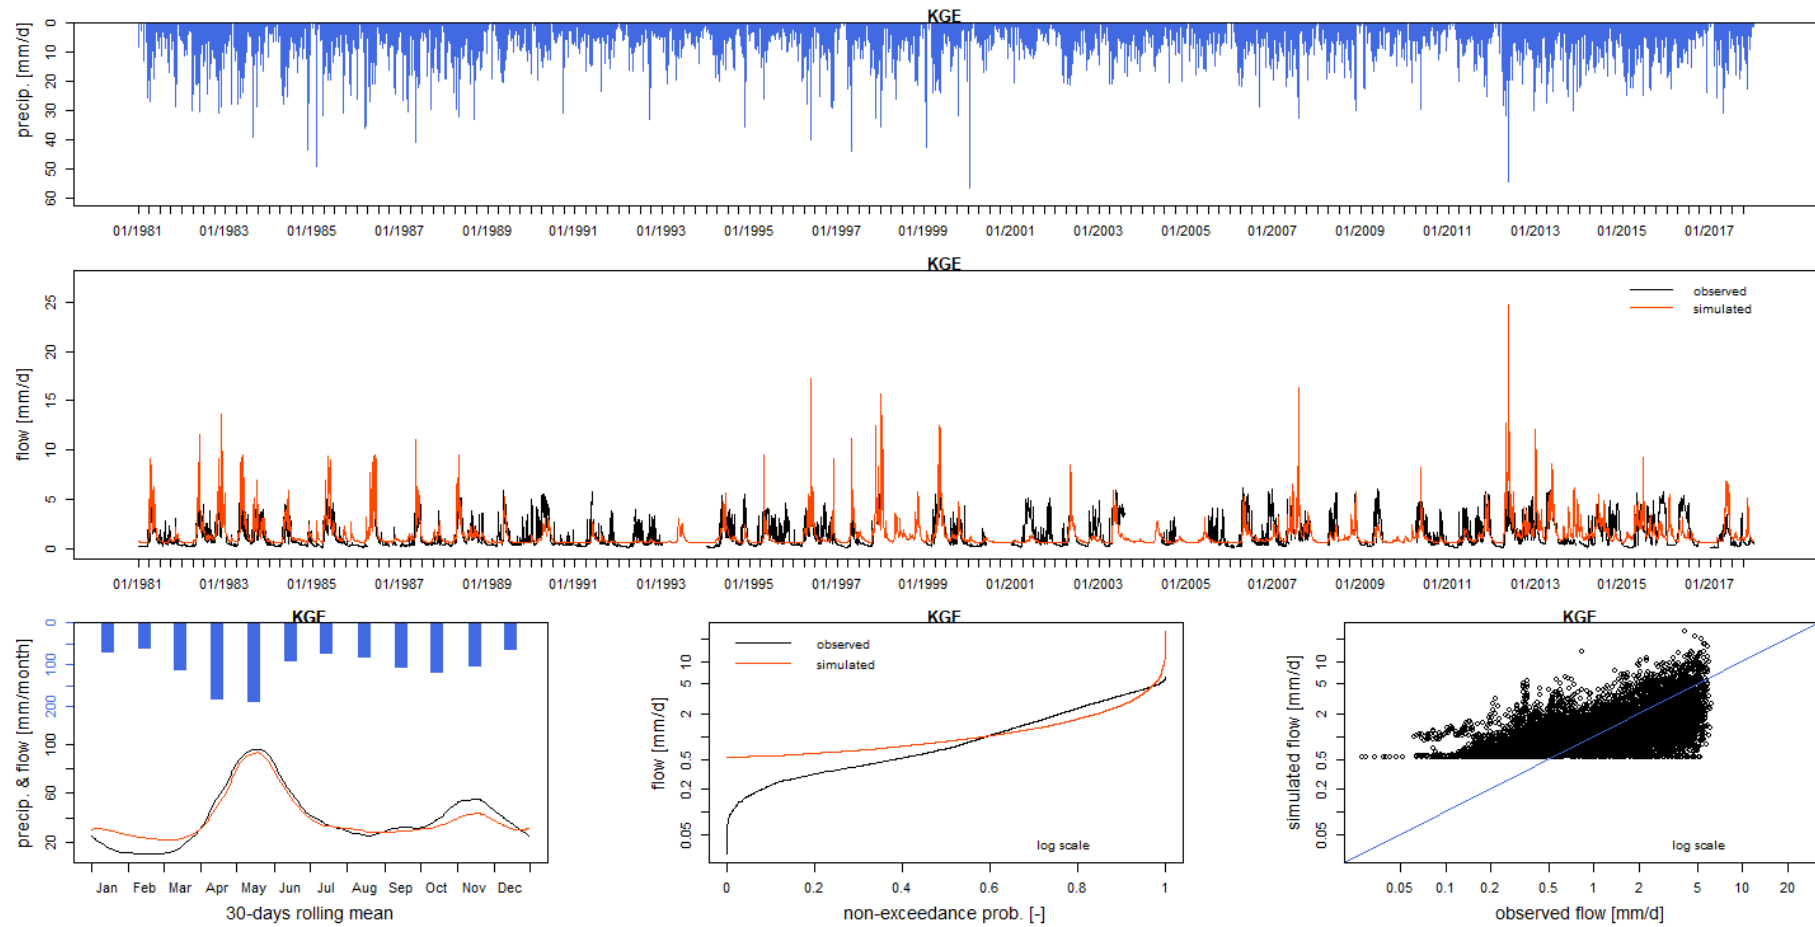 KGE
precip. [mm/d]
0
10
20
30
40
50
60
01/1981 01/1983 01/1985 01/1987 01/1989 01/1991 01/1993 01/1995 01/1997 01/1999 01/2001 01/2003 01/2005 01/2007 01/2009 01/2011 01/2013 01/2015 01/2017
KGE
flow [mm/d]
25
20
15
10
5
0
observed
simulated
01/1981 01/1983 01/1985 01/1987 01/1989 01/1991 01/1993 01/1995 01/1997 01/1999 01/2001 01/2003 01/2005 01/2007 01/2009 01/2011 01/2013 01/2015 01/2017
KGE
precip. & flow [mm/month]
0
100
200
100
60
20
Jan Feb Mar Apr May Jun Jul Aug Sep Oct Nov Dec
30-days rolling mean
KGE
flow [mm/d]
10
5
2
0.5
0.2
0.05
observed
simulated
log scale
0 0.2 0.4 0.6 0.8 1
non-exceedance prob. [-]
KGE
simulated flow [mm/d]
10
5
2
0.5
0.2
0.05
log scale
0.05 0.1 0.2 0.5 1 2 5 10 20
observed flow [mm/d]